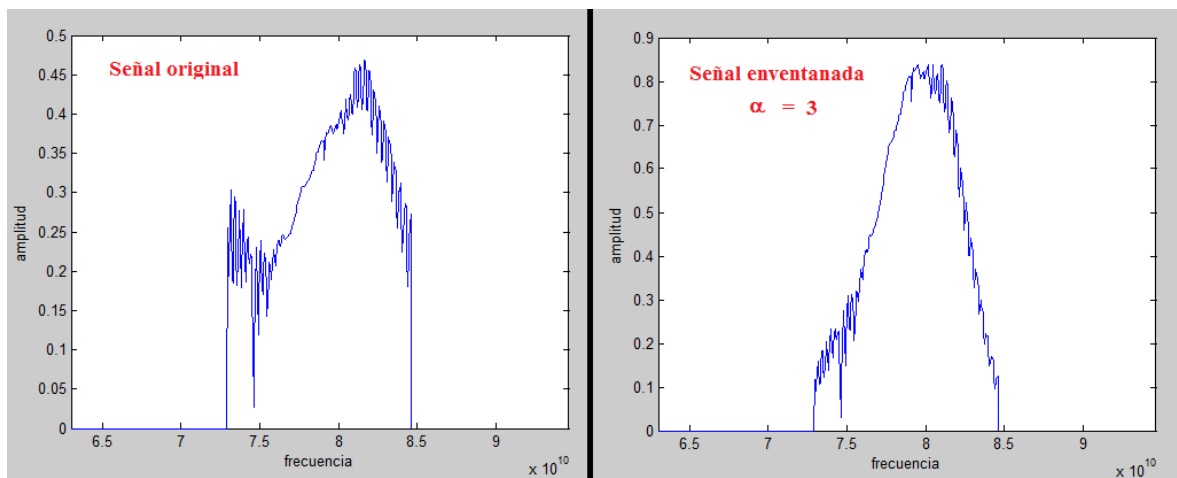 Señal original
0.5
0.45
0.4
0.35
0.3
0.25
0.2
0.15
0.1
0.05
0
amplitud
6.5 7 7.5 8 8.5 9
frecuencia
x 10^10
Señal enventanada
α = 3
0.9
0.8
0.7
0.6
0.5
0.4
0.3
0.2
0.1
0
amplitud
6.5 7 7.5 8 8.5 9
frecuencia
x 10^10